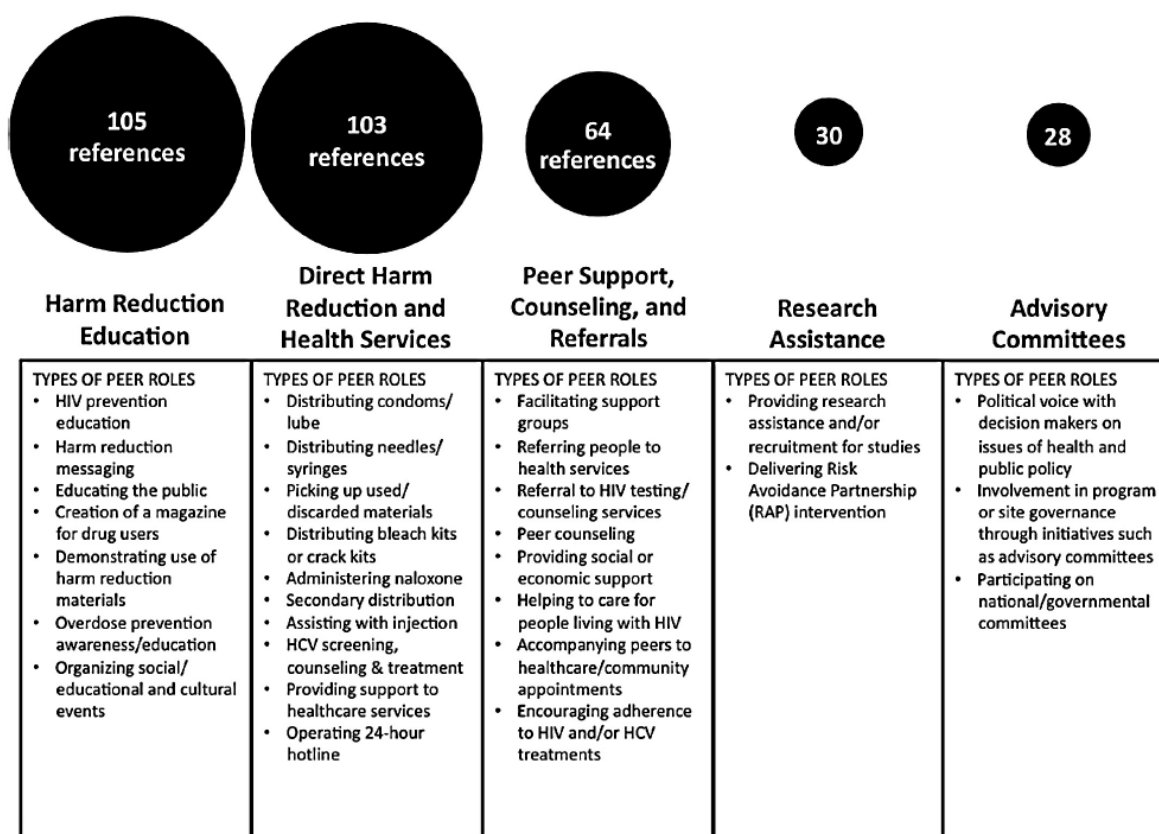 105
references
103
references
64
references
30
28
Harm Reduction
Education
Direct Harm
Reduction and
Health Services
Peer Support,
Counseling, and
Referrals
Research
Assistance
Advisory
Committees
TYPES OF PEER ROLES
• HIV prevention
education
• Harm reduction
messaging
• Educating the public
• Creation of a magazine
for drug users
• Demonstrating use of
harm reduction
materials
• Overdose prevention
awareness/education
• Organizing social/
educational and cultural
events
TYPES OF PEER ROLES
• Distributing condoms/
lube
• Distributing needles/
syringes
• Picking up used/
discarded materials
• Distributing bleach kits
or crack kits
• Administering naloxone
• Secondary distribution
• Assisting with injection
• HCV screening,
counseling & treatment
• Providing support to
healthcare services
• Operating 24-hour
hotline
TYPES OF PEER ROLES
• Facilitating support
groups
• Referring people to
health services
• Referral to HIV testing/
counseling services
• Peer counseling
• Providing social or
economic support
• Helping to care for
people living with HIV
• Accompanying peers to
healthcare/community
appointments
• Encouraging adherence
to HIV and/or HCV
treatments
TYPES OF PEER ROLES
• Providing research
assistance and/or
recruitment for studies
• Delivering Risk
Avoidance Partnership
(RAP) intervention
TYPES OF PEER ROLES
• Political voice with
decision makers on
issues of health and
public policy
• Involvement in program
or site governance
through initiatives such
as advisory committees
• Participating on
national/governmental
committees